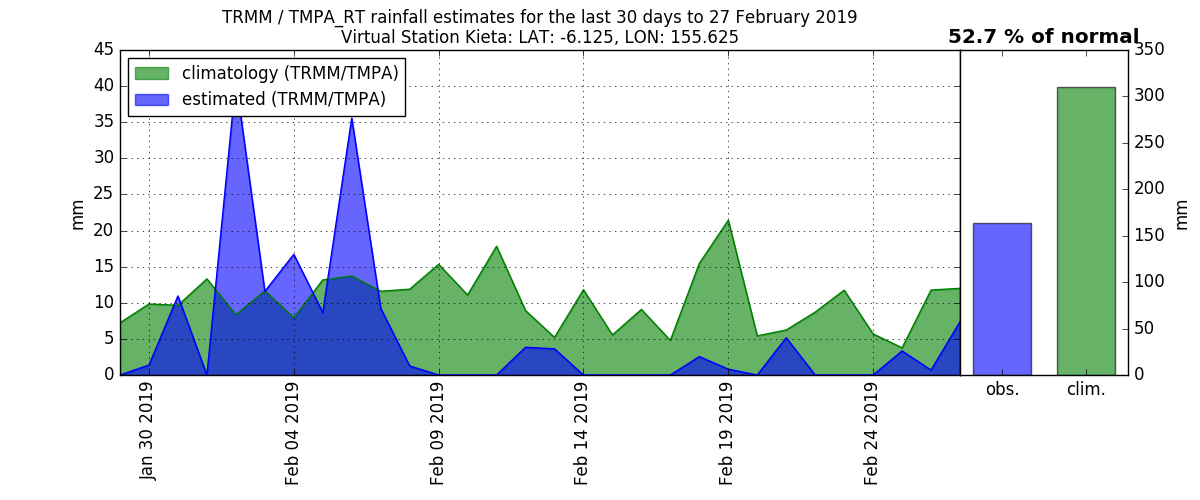 TRMM / TMPA_RT rainfall estimates for the last 30 days to 27 February 2019
Virtual Station Kieta: LAT: -6.125, LON: 155.625
52.7 % of normal
climatology (TRMM/TMPA)
estimated (TRMM/TMPA)
mm
45
40
35
30
25
20
15
10
5
0
Jan 30 2019
Feb 04 2019
Feb 09 2019
Feb 14 2019
Feb 19 2019
Feb 24 2019
obs.
clim.
350
300
250
200
150
100
50
0
mm